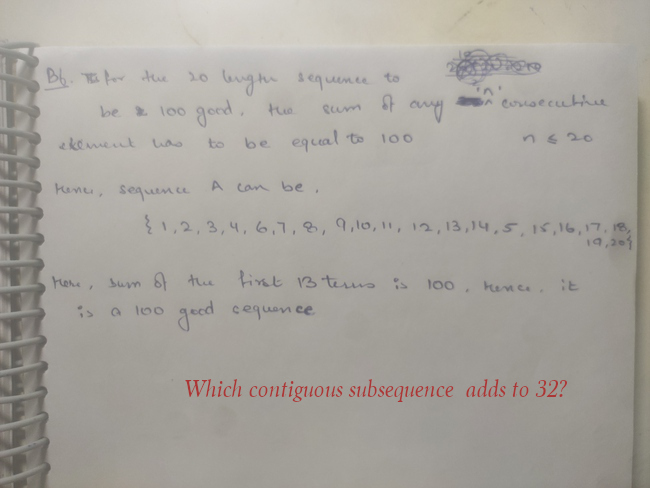 B6. for the 20 length sequence to
be 100 good, the sum of any 'n' consecutive
element has to be equal to 100 n ≤ 20
Hence, sequence A can be,
{1, 2, 3, 4, 6, 7, 8, 9, 10, 11, 12, 13, 14, 5, 15, 16, 17, 18,
19, 20}
Here, sum of the first 13 terms is 100, hence, it
is a 100 good sequence
Which contiguous subsequence adds to 32?